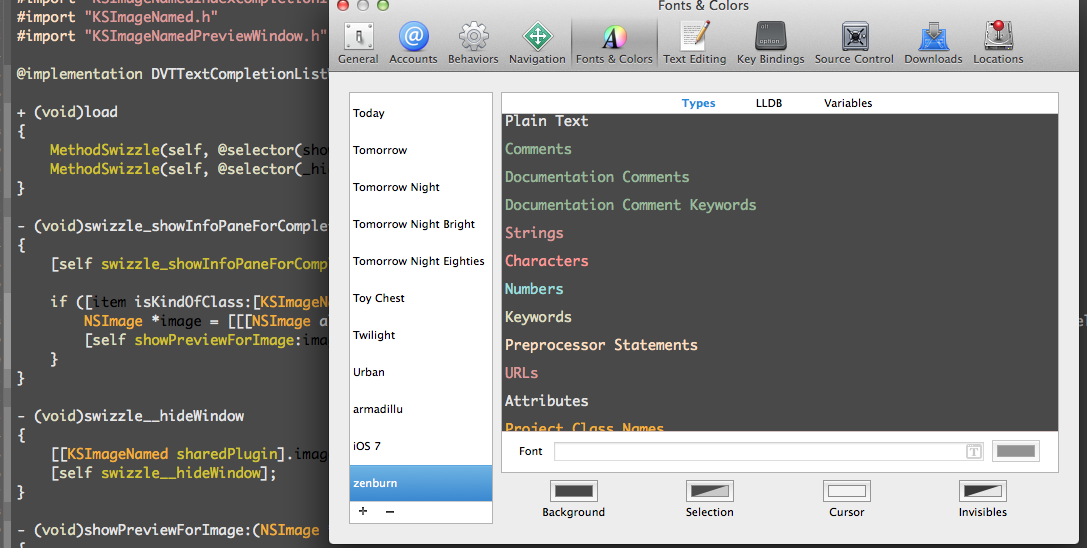 #import "KSImageNamed.h"
#import "KSImageNamedPreviewWindow.h"
@implementation DVTTextCompletionList
+ (void)load
{
MethodSwizzle(self, @selector(sho
MethodSwizzle(self, @selector(_hi
}
- (void)swizzle_showInfoPaneForComple
{
[self swizzle_showInfoPaneForComp
if ([item isKindOfClass:[KSImageNa
NSImage *image = [[[NSImage a
[self showPreviewForImage:ima
}
}
- (void)swizzle__hideWindow
{
[[KSImageNamed sharedPlugin].imag
[self swizzle__hideWindow];
}
- (void)showPreviewForImage:(NSImage
Fonts & Colors
General
Accounts
Behaviors
Navigation
Fonts & Colors
Text Editing
alt
option
Key Bindings
Source Control
Downloads
Locations
Today
Tomorrow
Tomorrow Night
Tomorrow Night Bright
Tomorrow Night Eighties
Toy Chest
Twilight
Urban
armadillu
iOS 7
zenburn
+ −
Types LLDB Variables
Plain Text
Comments
Documentation Comments
Documentation Comment Keywords
Strings
Characters
Numbers
Keywords
Preprocessor Statements
URLs
Attributes
Project Class Names
Font
Background
Selection
Cursor
Invisibles